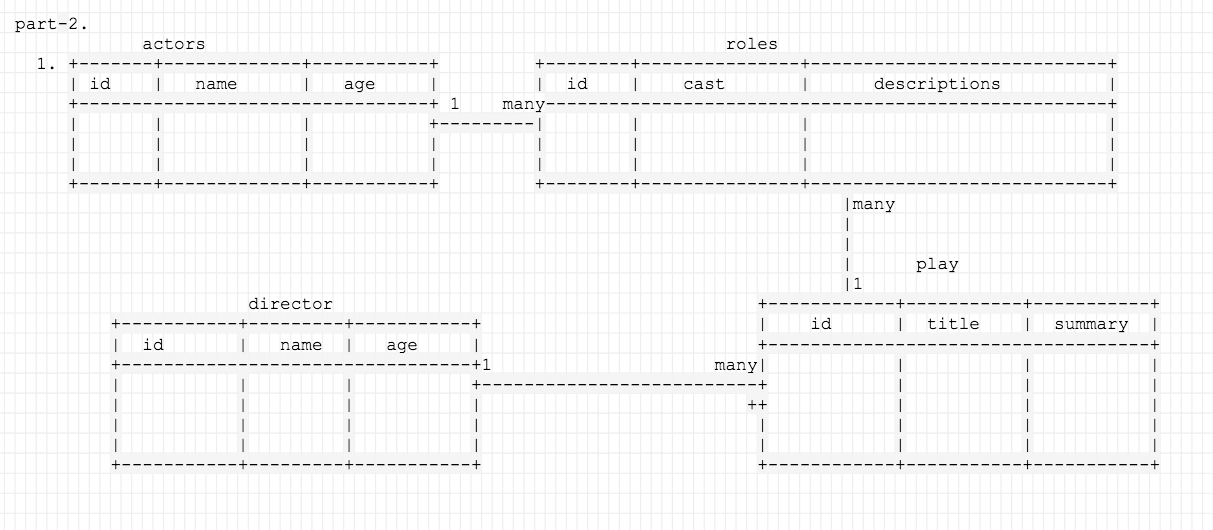 part-2.
actors roles
1.
id name age id cast descriptions
1 many
many
play
1
director
id title summary
id name age
1 many